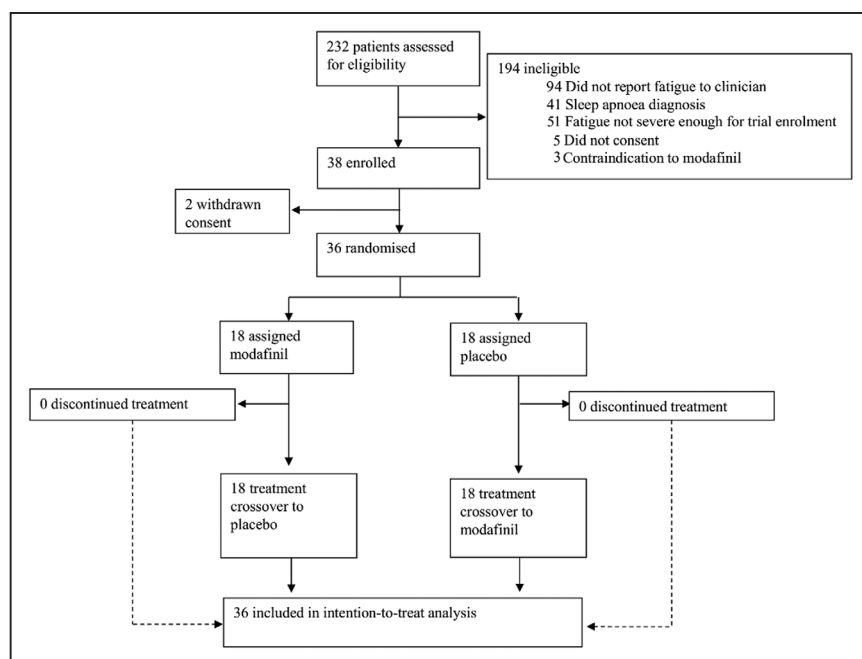 232 patients assessed
for eligibility
194 ineligible
94 Did not report fatigue to clinician
41 Sleep apnoea diagnosis
51 Fatigue not severe enough for trial enrolment
5 Did not consent
3 Contraindication to modafinil
38 enrolled
2 withdrawn
consent
36 randomised
18 assigned
modafinil
18 assigned
placebo
0 discontinued treatment
0 discontinued treatment
18 treatment
crossover to
placebo
18 treatment
crossover to
modafinil
36 included in intention-to-treat analysis